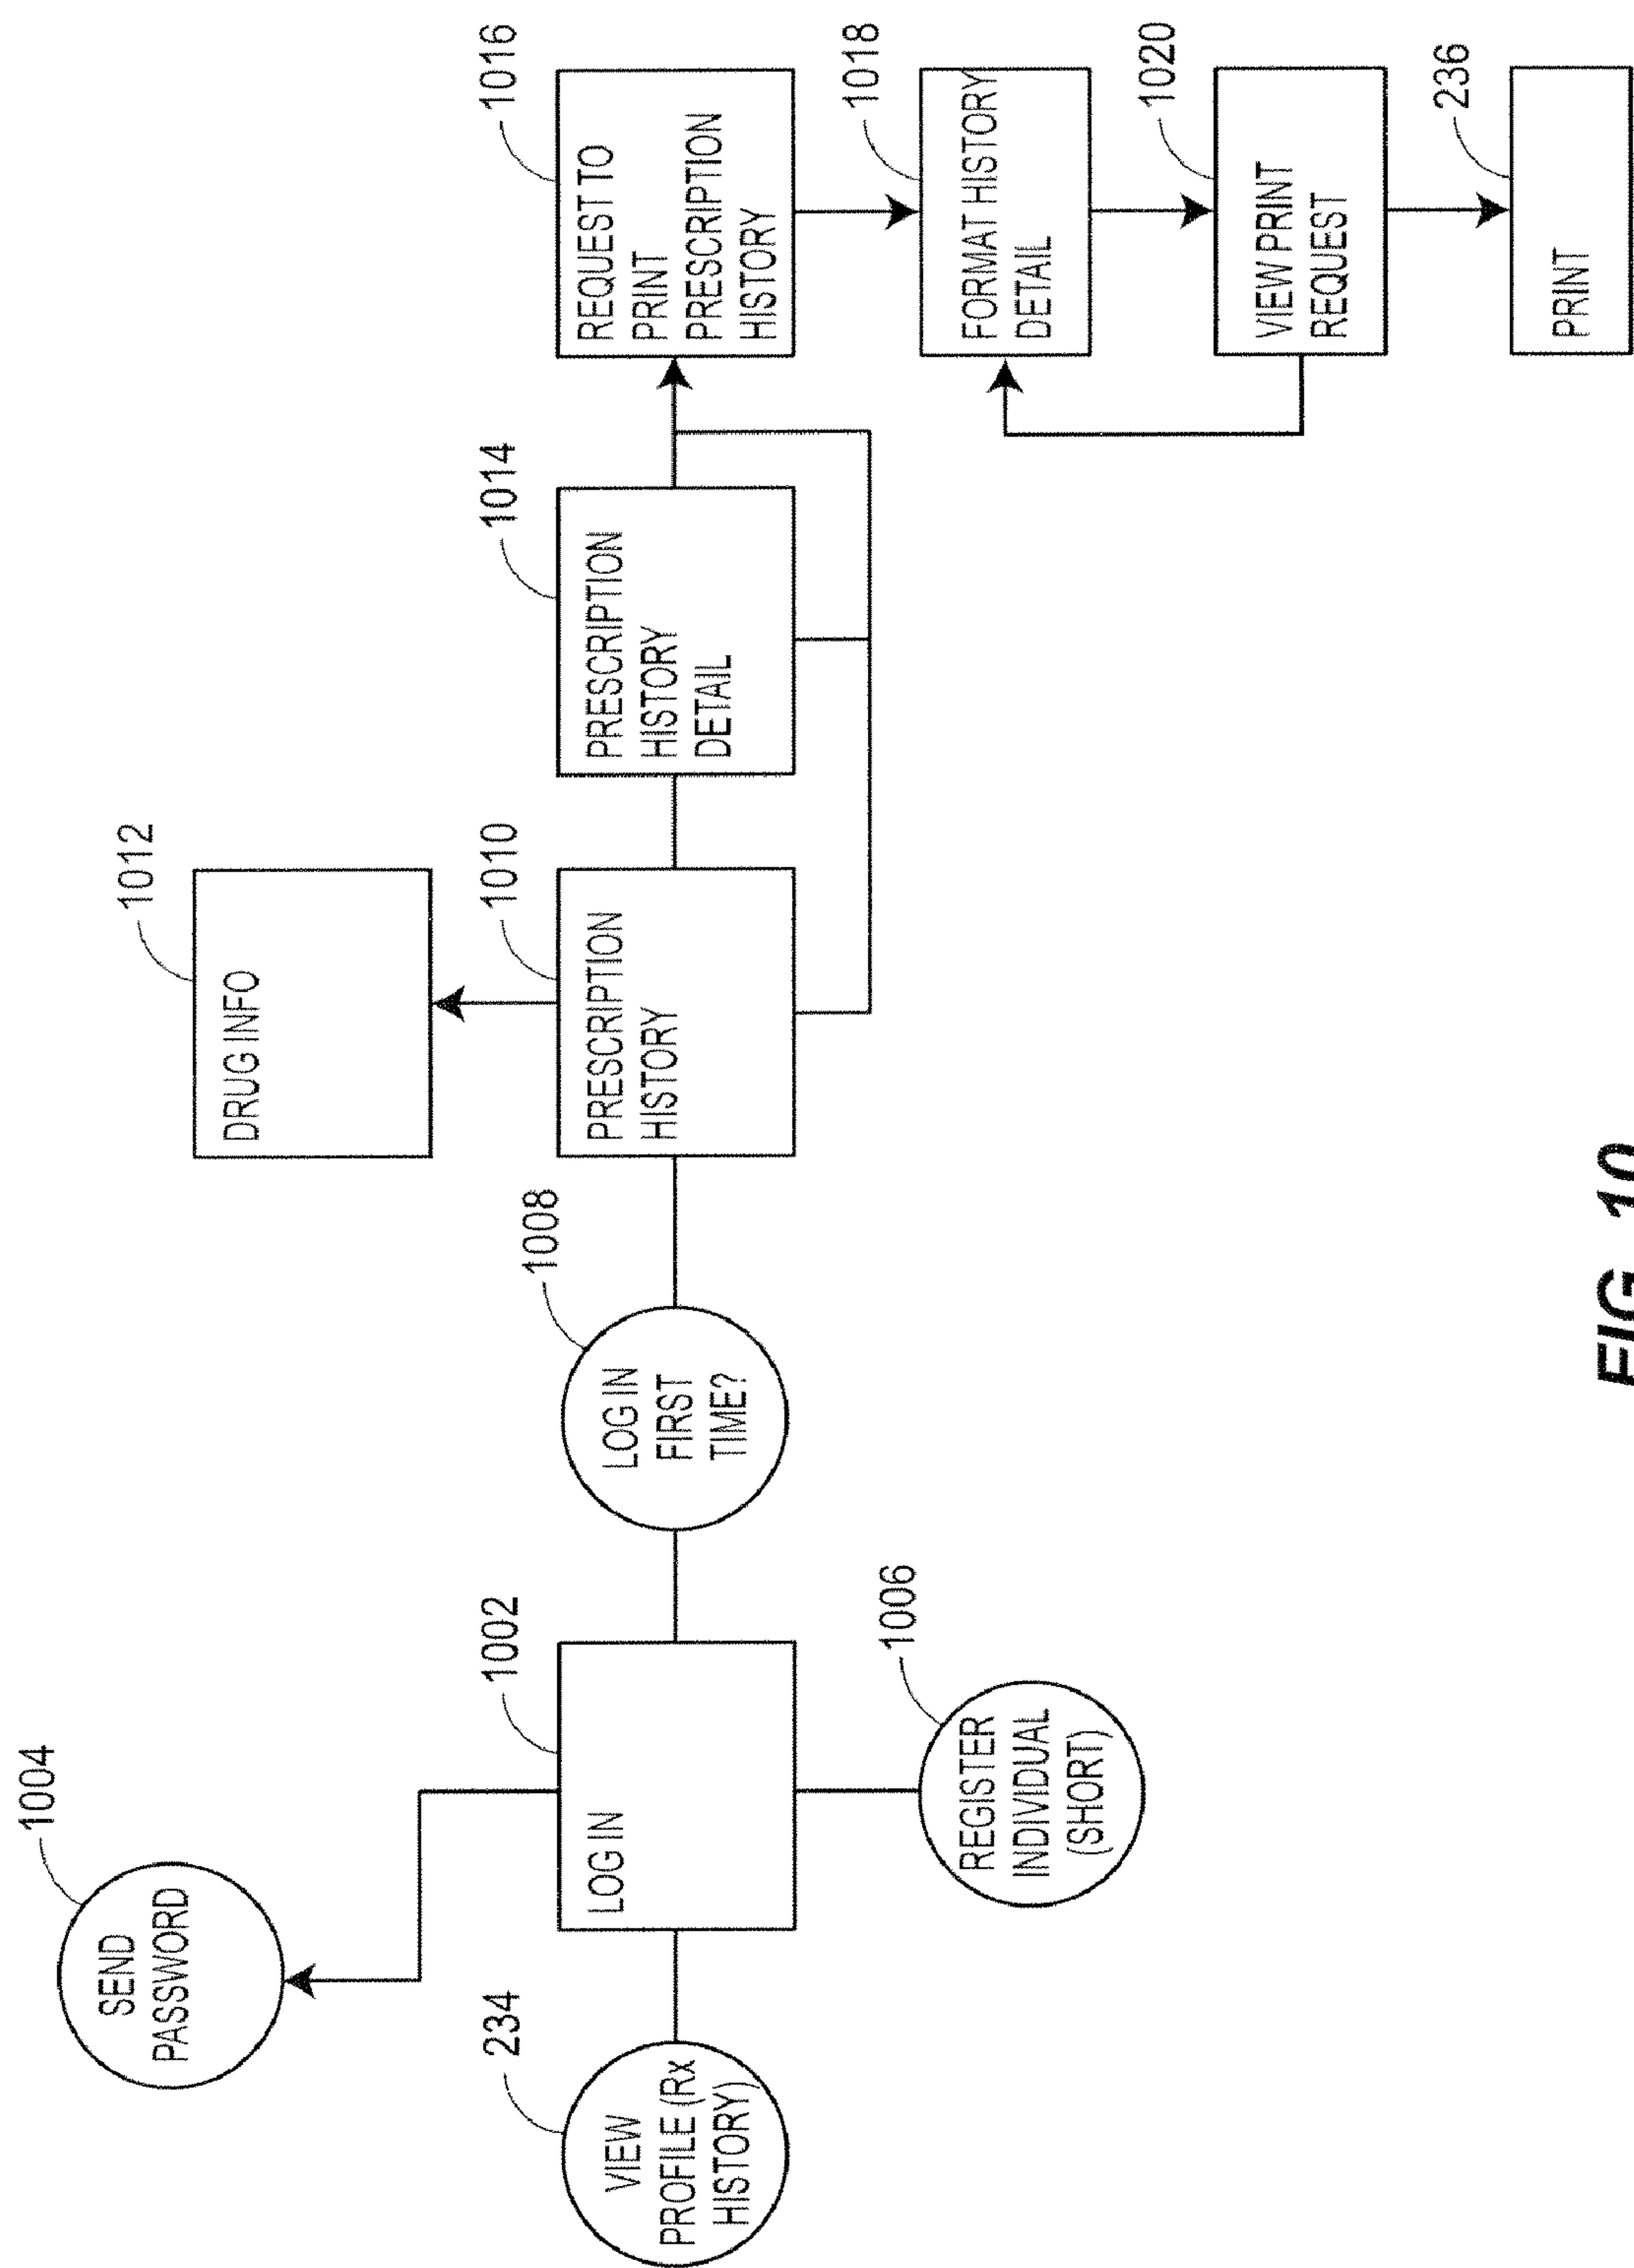 1004
SEND
PASSWORD
234
VIEW
PROFILE (Rx
HISTORY)
1002
LOG IN
1006
REGISTER
INDIVIDUAL
(SHORT)
1008
LOG IN
FIRST
TIME?
1012
DRUG INFO
1010
PRESCRIPTION
HISTORY
1014
PRESCRIPTION
HISTORY
DETAIL
1016
REQUEST TO
PRINT
PRESCRIPTION
HISTORY
1018
FORMAT HISTORY
DETAIL
1020
VIEW PRINT
REQUEST
236
PRINT
FIG. 10